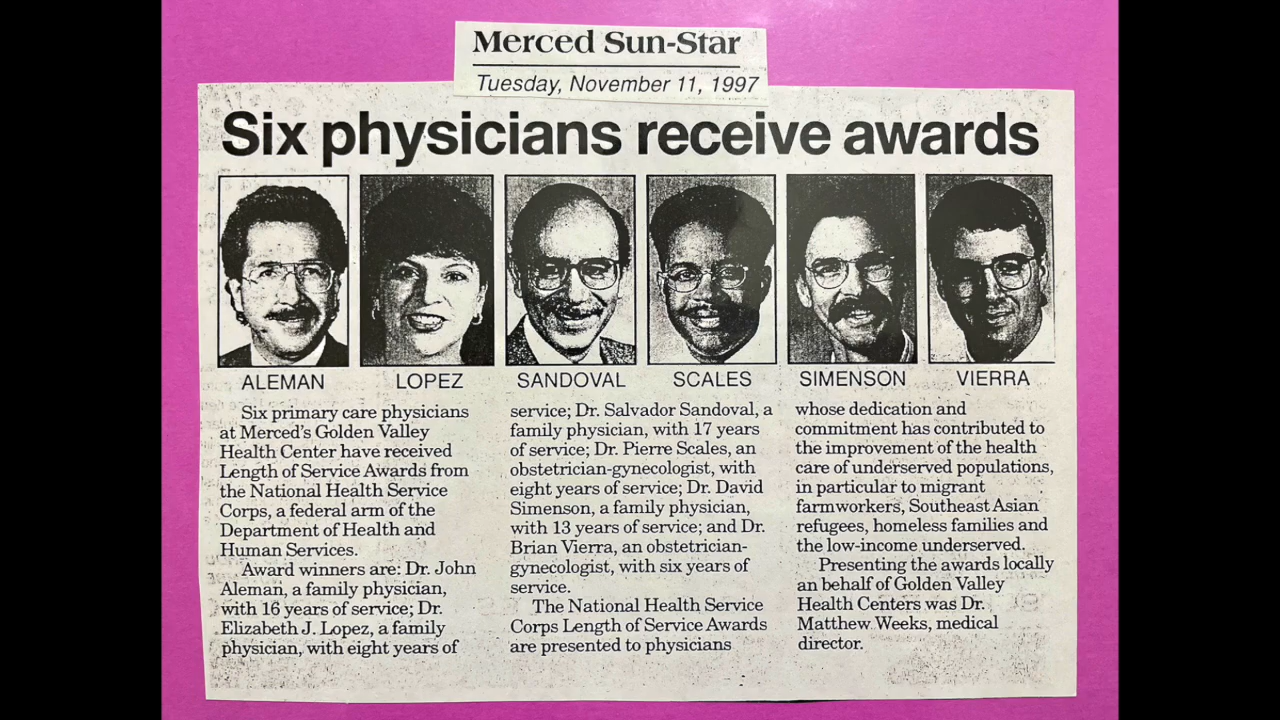 Merced Sun-Star
Tuesday, November 11, 1997
Six physicians receive awards
ALEMAN
LOPEZ
SANDOVAL
SCALES
SIMENSON
VIERRA
Six primary care physicians
at Merced's Golden Valley
Health Center have received
Length of Service Awards from
the National Health Service
Corps, a federal arm of the
Department of Health and
Human Services.
Award winners are: Dr. John
Aleman, a family physician,
with 16 years of service; Dr.
Elizabeth J. Lopez, a family
physician, with eight years of
service; Dr. Salvador Sandoval, a
family physician, with 17 years
of service; Dr. Pierre Scales, an
obstetrician-gynecologist, with
eight years of service; Dr. David
Simenson, a family physician,
with 13 years of service; and Dr.
Brian Vierra, an obstetrician-
gynecologist, with six years of
service.
The National Health Service
Corps Length of Service Awards
are presented to physicians
whose dedication and
commitment has contributed to
the improvement of the health
care of underserved populations,
in particular to migrant
farmworkers, Southeast Asian
refugees, homeless families and
the low-income underserved.
Presenting the awards locally
an behalf of Golden Valley
Health Centers was Dr.
Matthew Weeks, medical
director.